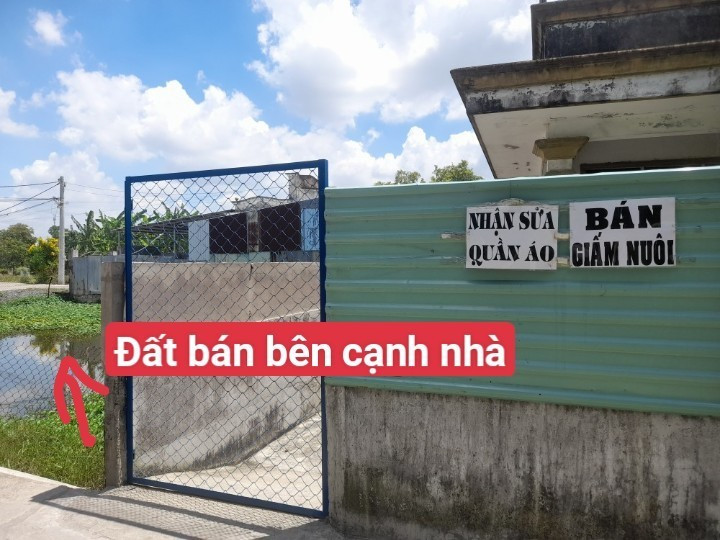 NHẬN SỬA
QUẦN ÁO
BÁN
GIẤM NUÔI
Đất bán bên cạnh nhà